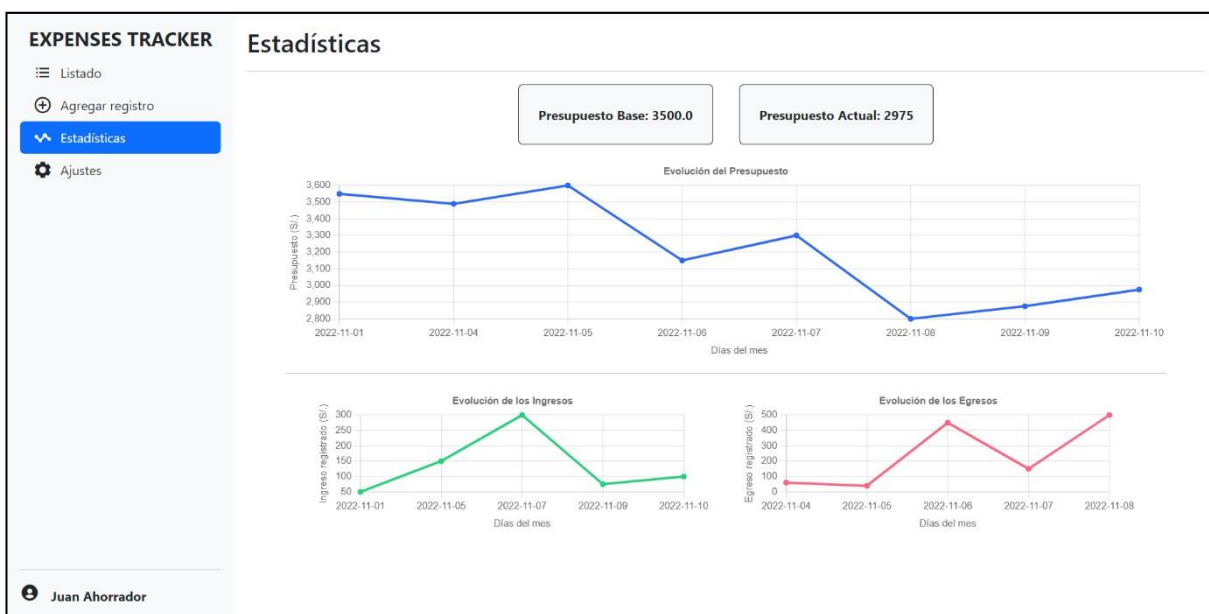 EXPENSES TRACKER
Listado
Agregar registro
Estadísticas
Ajustes
Juan Ahorrador
Estadísticas
Presupuesto Base: 3500.0
Presupuesto Actual: 2975
Evolución del Presupuesto
Presupuesto (S/.)
3,600
3,500
3,400
3,300
3,200
3,100
3,000
2,900
2,800
2022-11-01 2022-11-04 2022-11-05 2022-11-06 2022-11-07 2022-11-08 2022-11-09 2022-11-10
Días del mes
Evolución de los Ingresos
Ingreso registrado (S/.)
300
250
200
150
100
50
2022-11-01 2022-11-05 2022-11-07 2022-11-09 2022-11-10
Días del mes
Evolución de los Egresos
Egreso registrado (S/.)
500
400
300
200
100
0
2022-11-04 2022-11-05 2022-11-06 2022-11-07 2022-11-08
Días del mes